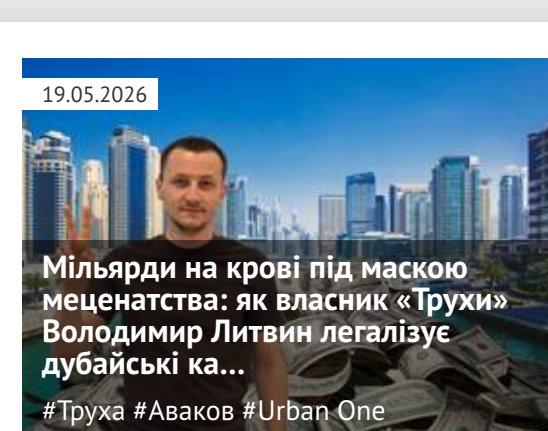 19.05.2026
Мільярди на крові під маскою
меценатства: як власник «Трухи»
Володимир Литвин легалізує
дубайські ка...
#Труха #Аваков #Urban One